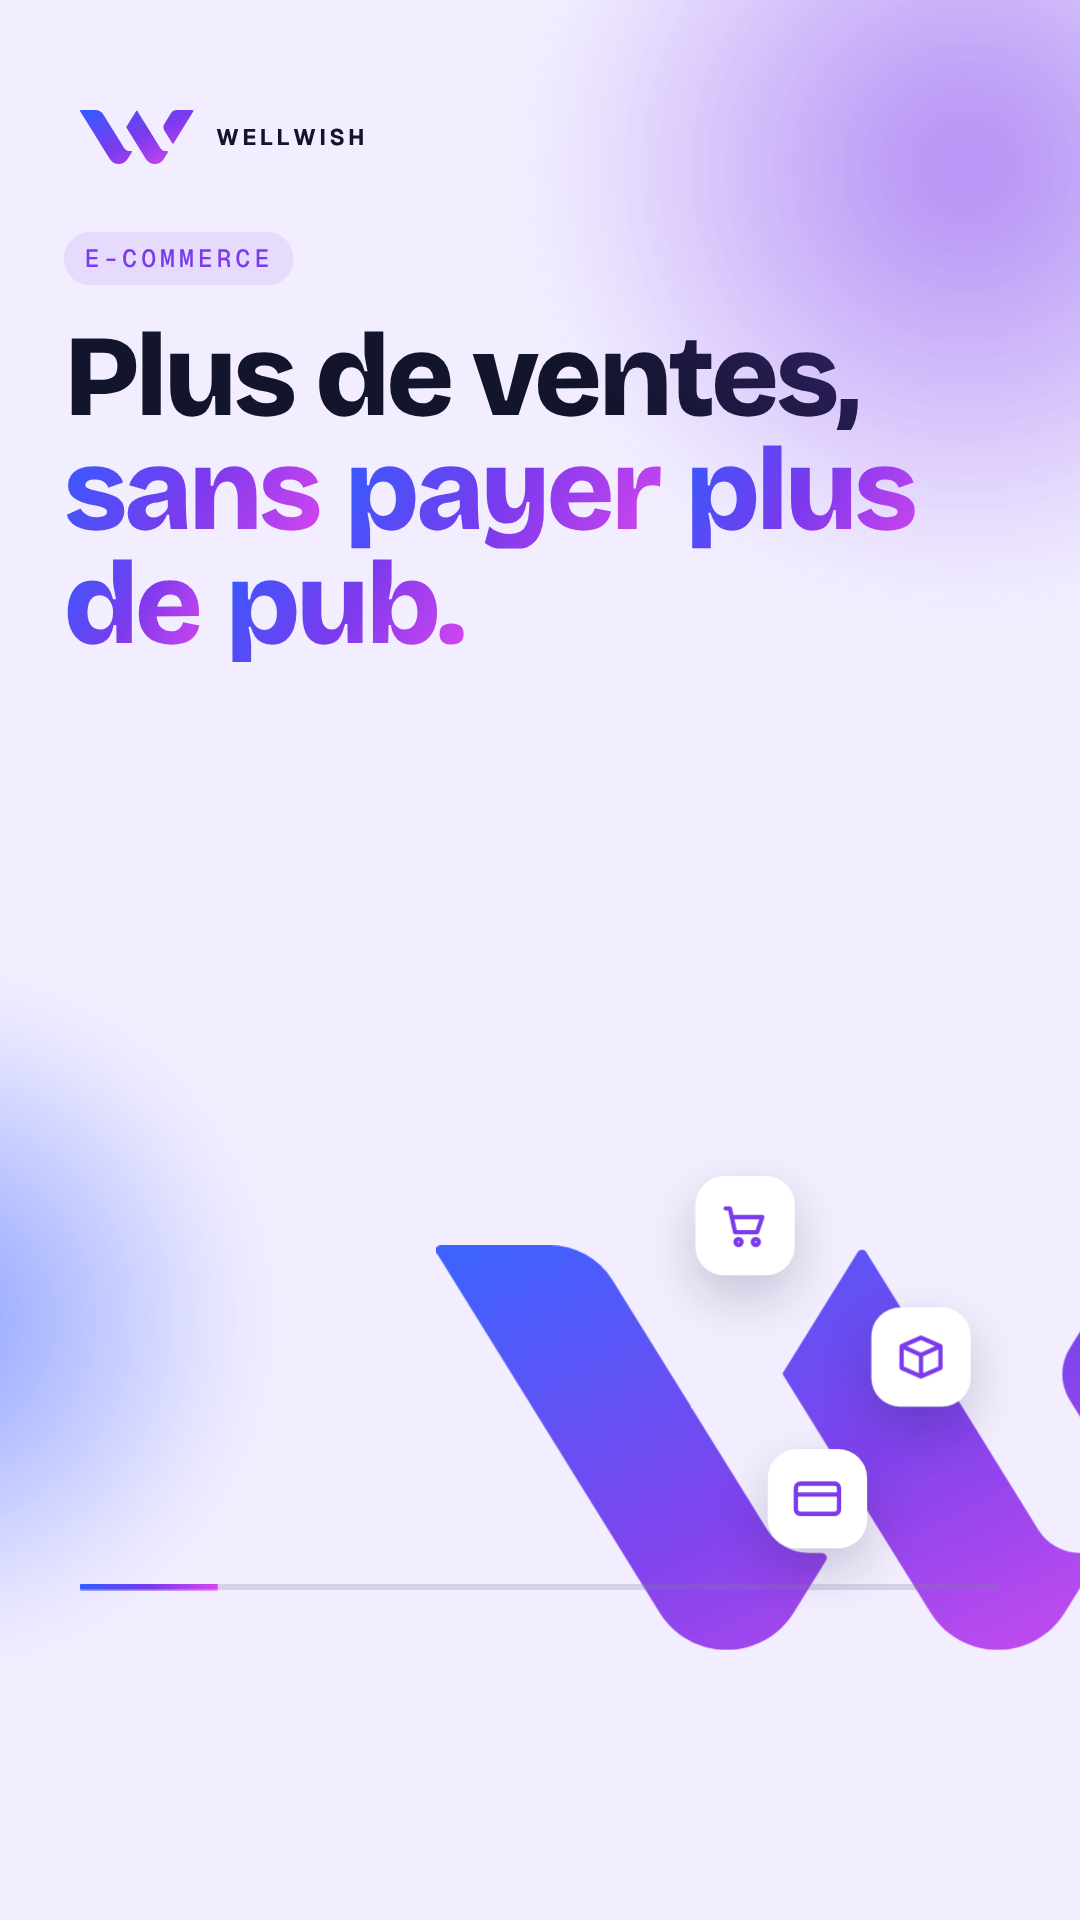 WELLWISH
E-COMMERCE
Plus de ventes,
sans payer plus
de pub.